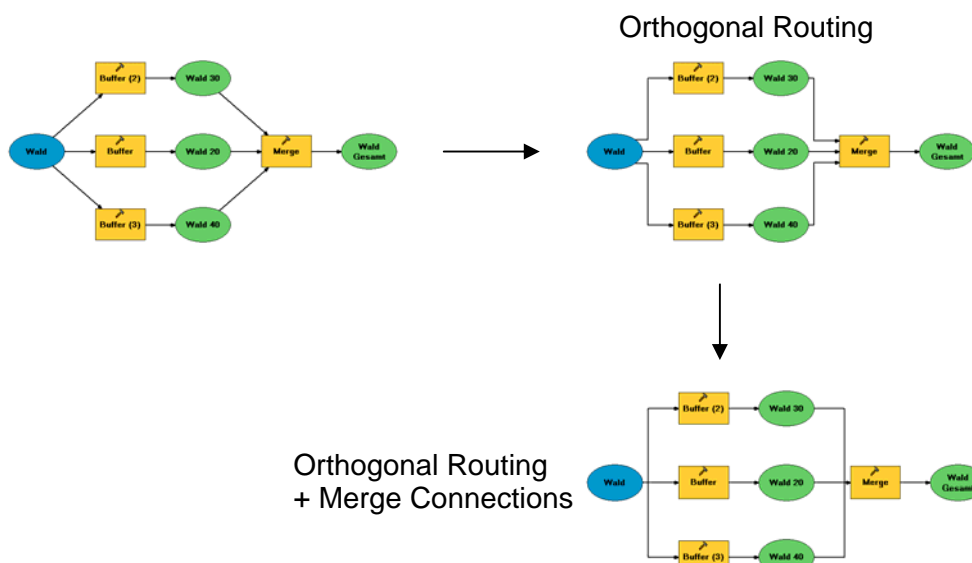 Orthogonal Routing
Buffer (2)
Wald 30
Wald
Buffer
Wald 20
Merge
Wald
Gesamt
Buffer (3)
Wald 40
Buffer (2)
Wald 30
Wald
Buffer
Wald 20
Merge
Wald
Gesamt
Buffer (3)
Wald 40
Orthogonal Routing
+ Merge Connections
Buffer (2)
Wald 30
Wald
Buffer
Wald 20
Merge
Wald
Gesamt
Buffer (3)
Wald 40